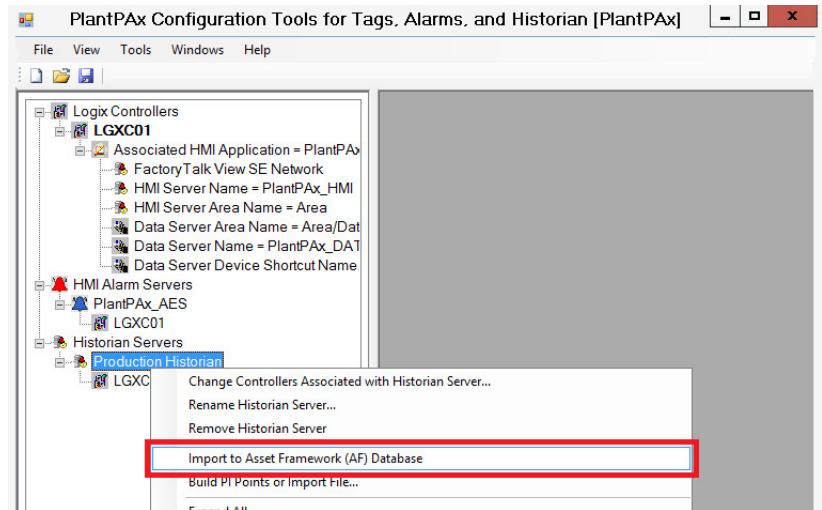 PlantPAx Configuration Tools for Tags, Alarms, and Historian [PlantPAx]
File View Tools Windows Help
Logix Controllers
LGXC01
Associated HMI Application = PlantPAx
FactoryTalk View SE Network
HMI Server Name = PlantPAx_HMI
HMI Server Area Name = Area
Data Server Area Name = Area/Dat
Data Server Name = PlantPAx_DAT
Data Server Device Shortcut Name
HMI Alarm Servers
PlantPAx_AES
LGXC01
Historian Servers
Production Historian
LGXC
Change Controllers Associated with Historian Server...
Rename Historian Server...
Remove Historian Server
Import to Asset Framework (AF) Database
Build PI Points or Import File...
Expand All